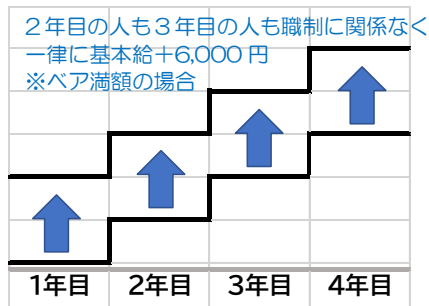 ２年目の人も３年目の人も職制に関係なく
一律に基本給＋6,000 円
※ベア満額の場合
1年目 2年目 3年目 4年目